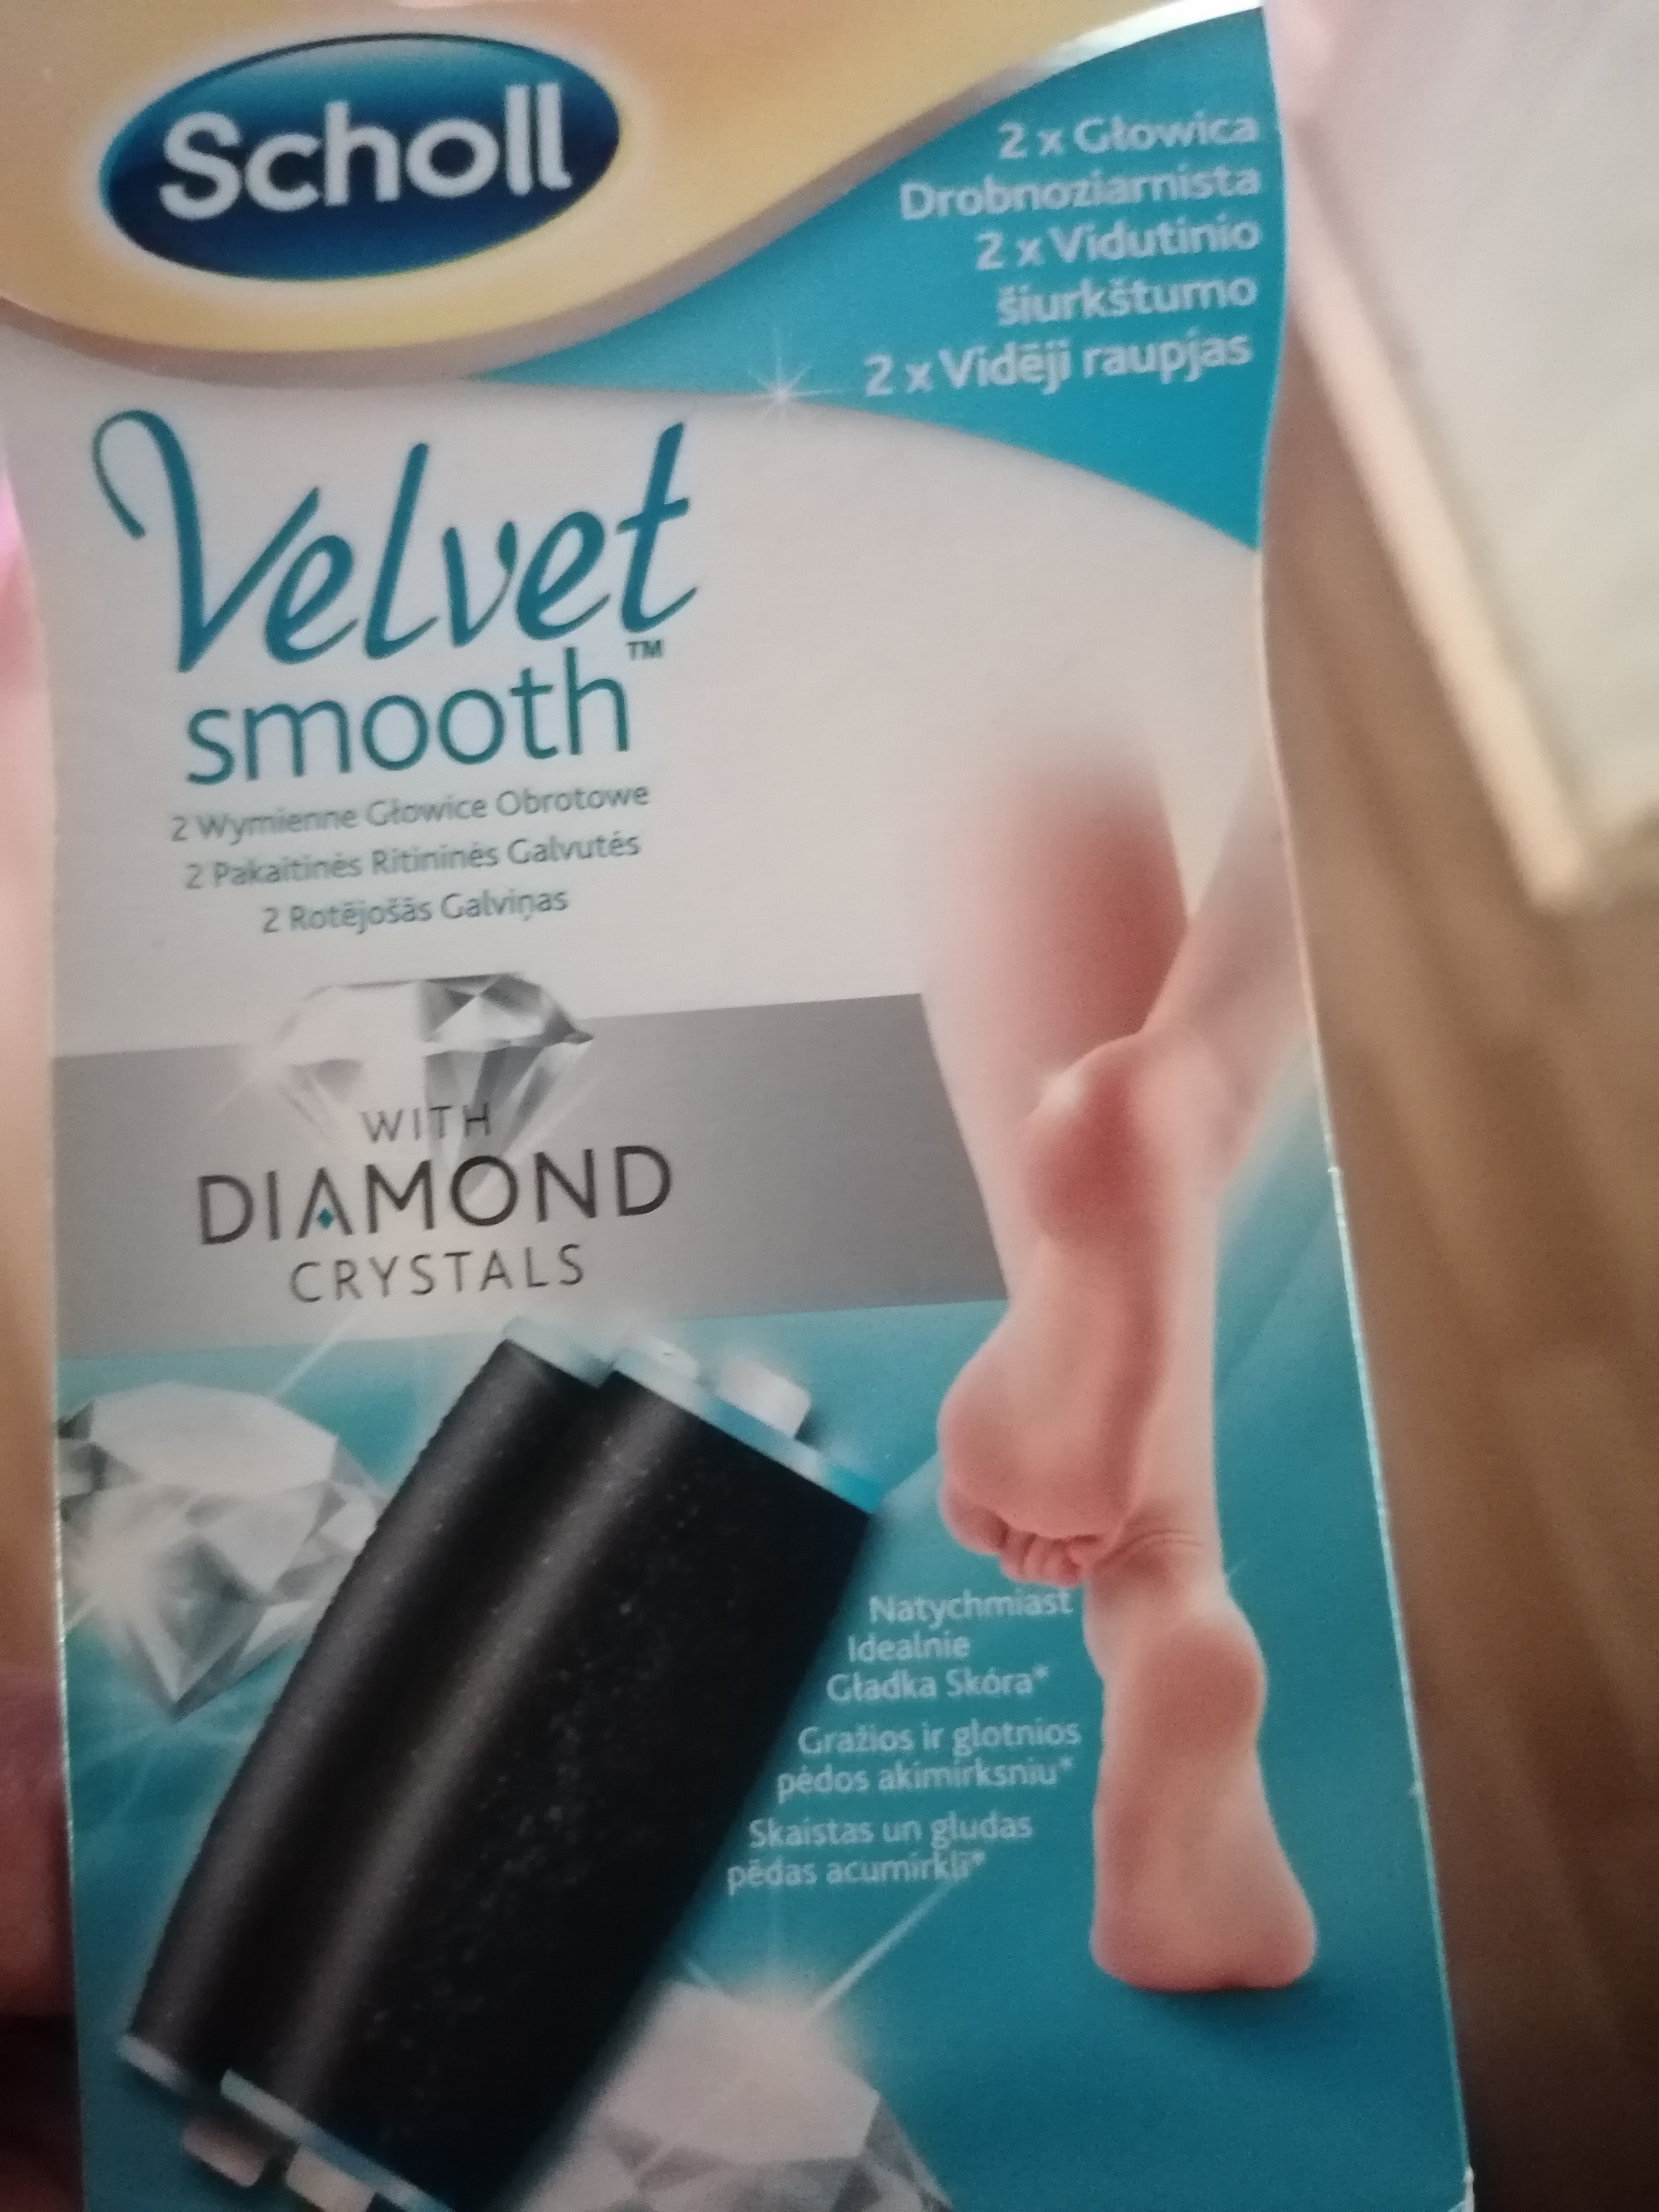 Scholl
2 x Głowica
Drobnoziarnista
2 x Vidutinio
šiurkštumo
2 x Vidēji raupjas
Velvet
smooth™
2 Wymienne Głowice Obrotowe
2 Pakaitinės Ritininės Galvutės
2 Rotējošās Galviņas
WITH
DIAMOND
CRYSTALS
Natychmiast
Idealnie
Gładka Skóra*
Gražios ir glotnios
pėdos akimirksniu*
Skaistas un gludas
pēdas acumirklī*